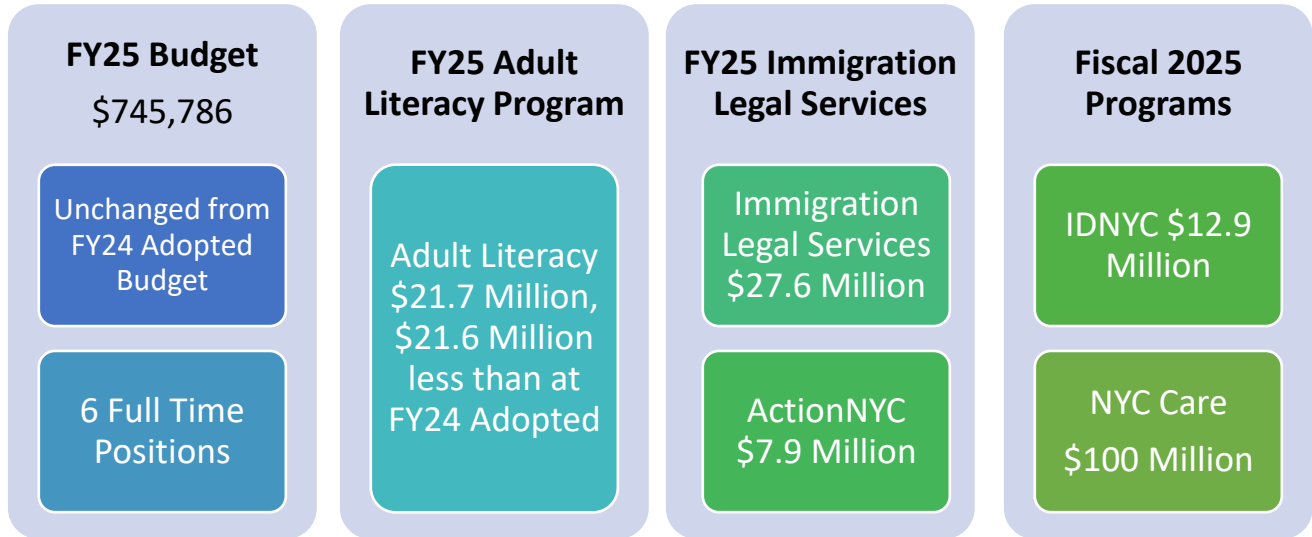 FY25 Budget
$745,786
Unchanged from
FY24 Adopted
Budget
6 Full Time
Positions
FY25 Adult
Literacy Program
Adult Literacy
$21.7 Million,
$21.6 Million
less than at
FY24 Adopted
FY25 Immigration
Legal Services
Immigration
Legal Services
$27.6 Million
ActionNYC
$7.9 Million
Fiscal 2025
Programs
IDNYC $12.9
Million
NYC Care
$100 Million